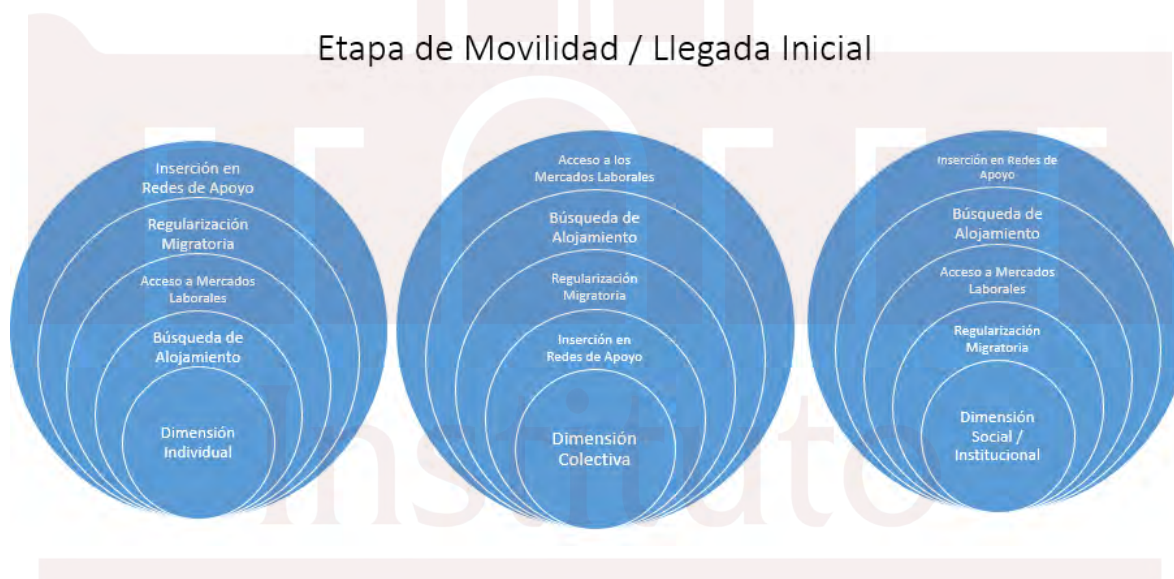 Etapa de Movilidad / Llegada Inicial
Inserción en
Redes de Apoyo
Regularización
Migratoria
Acceso a Mercados
Laborales
Búsqueda de
Alojamiento
Dimensión
Individual
Acceso a los
Mercados Laborales
Búsqueda de
Alojamiento
Regularización
Migratoria
Inserción en
Redes de Apoyo
Dimensión
Colectiva
Inserción en Redes de
Apoyo
Búsqueda de
Alojamiento
Acceso a Mercados
Laborales
Regularización
Migratoria
Dimensión
Social /
Institucional
Instituto